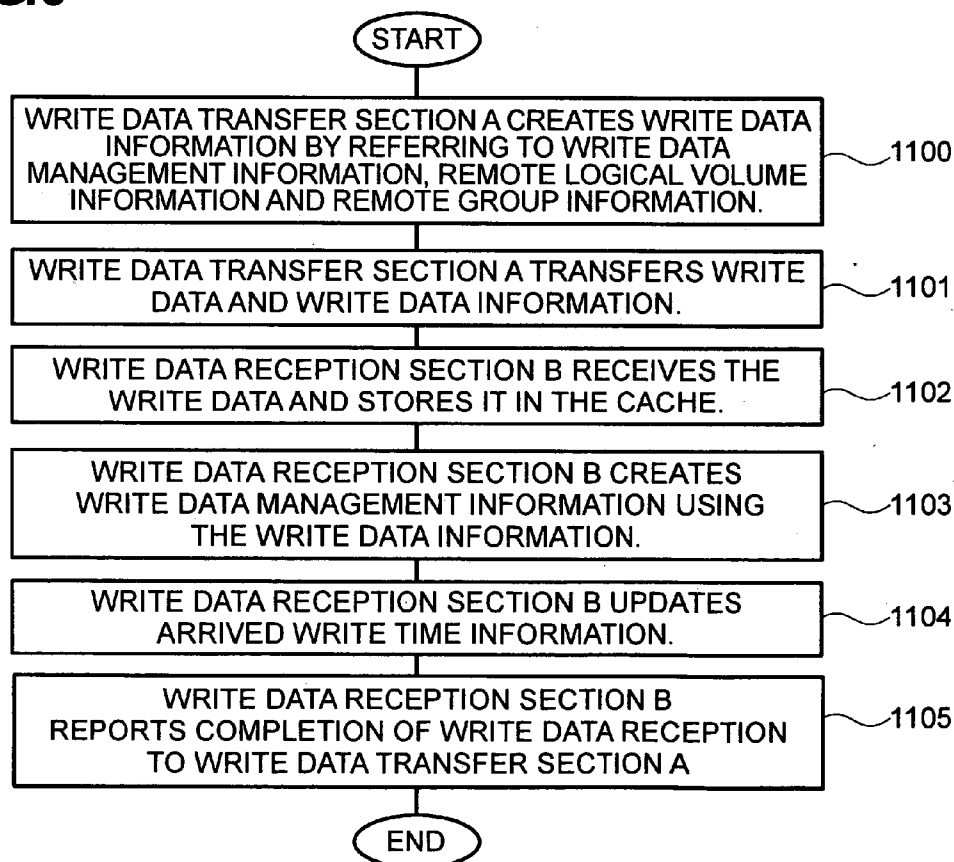 START
WRITE DATA TRANSFER SECTION A CREATES WRITE DATA
INFORMATION BY REFERRING TO WRITE DATA
MANAGEMENT INFORMATION, REMOTE LOGICAL VOLUME
INFORMATION AND REMOTE GROUP INFORMATION.
1100
WRITE DATA TRANSFER SECTION A TRANSFERS WRITE
DATA AND WRITE DATA INFORMATION.
1101
WRITE DATA RECEPTION SECTION B RECEIVES THE
WRITE DATA AND STORES IT IN THE CACHE.
1102
WRITE DATA RECEPTION SECTION B CREATES
WRITE DATA MANAGEMENT INFORMATION USING
THE WRITE DATA INFORMATION.
1103
WRITE DATA RECEPTION SECTION B UPDATES
ARRIVED WRITE TIME INFORMATION.
1104
WRITE DATA RECEPTION SECTION B
REPORTS COMPLETION OF WRITE DATA RECEPTION
TO WRITE DATA TRANSFER SECTION A
1105
END